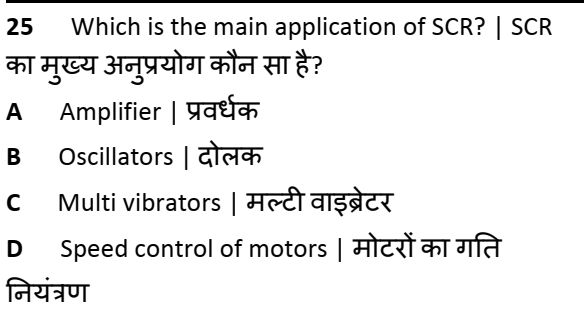 25 Which is the main application of SCR? | SCR
का मुख्य अनुप्रयोग कौन सा है?
A Amplifier | प्रवर्धक
B Oscillators | दोलक
C Multi vibrators | मल्टी वाइब्रेटर
D Speed control of motors | मोटरों का गति
नियंत्रण